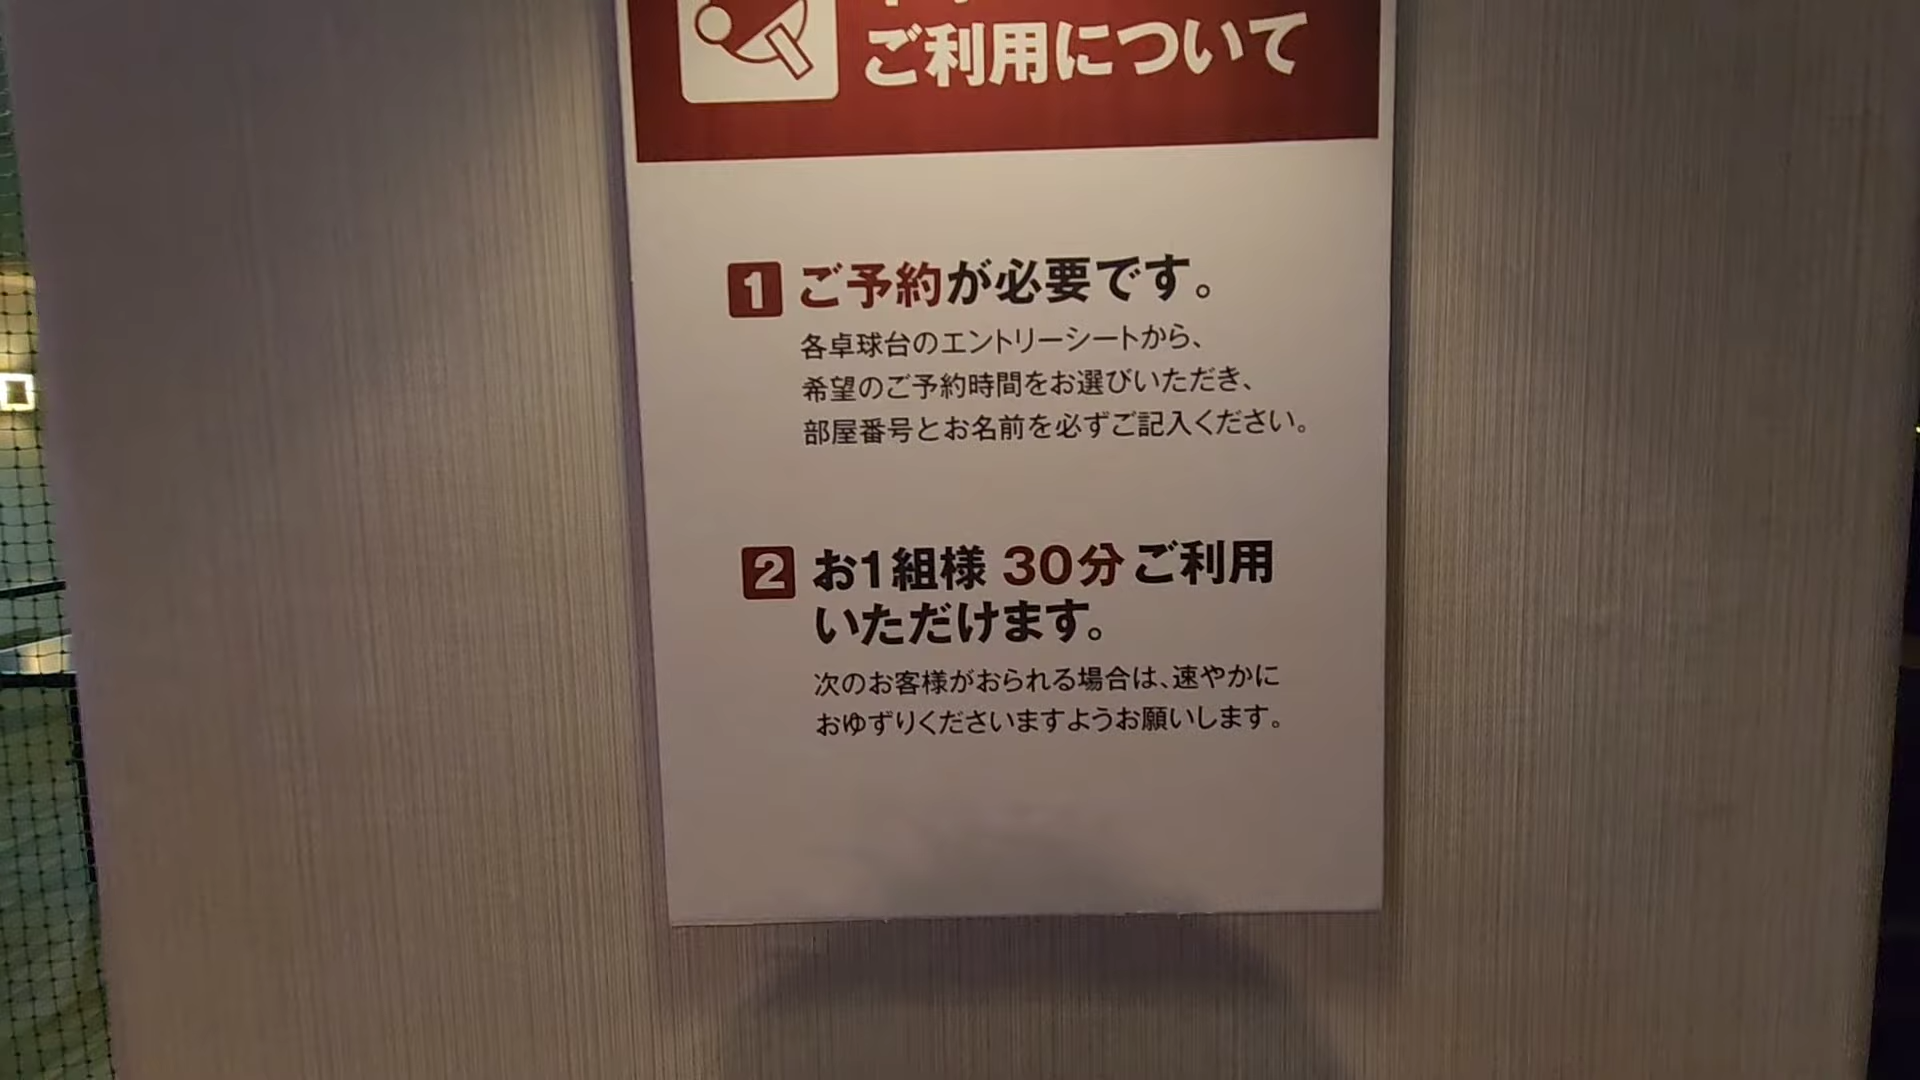 ご利用について
1 ご予約が必要です。
各卓球台のエントリーシートから、
希望のご予約時間をお選びいただき、
部屋番号とお名前を必ずご記入ください。
2 お1組様 30分ご利用
いただけます。
次のお客様がおられる場合は、速やかに
おゆずりくださいますようお願いします。